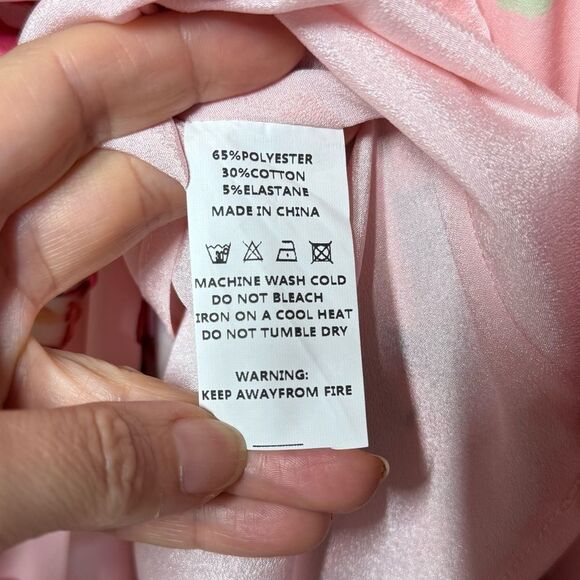 65%POLYESTER
30%COTTON
5%ELASTANE
MADE IN CHINA
30
MACHINE WASH COLD
DO NOT BLEACH
IRON ON A COOL HEAT
DO NOT TUMBLE DRY
WARNING:
KEEP AWAYFROM FIRE